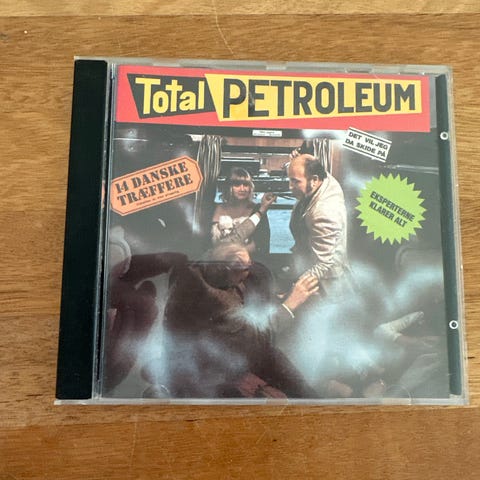 Total PETROLEUM
DET VIL JEG
DA SKIDE PÅ
14 DANSKE
TRÆFFERE
EKSPERTERNE
KLARER ALT